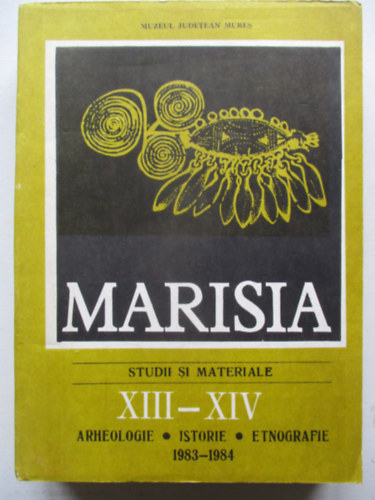 MUZEUL JUDEȚEAN MUREȘ
MARISIA
STUDII ȘI MATERIALE
XIII—XIV
ARHEOLOGIE • ISTORIE • ETNOGRAFIE
1983—1984